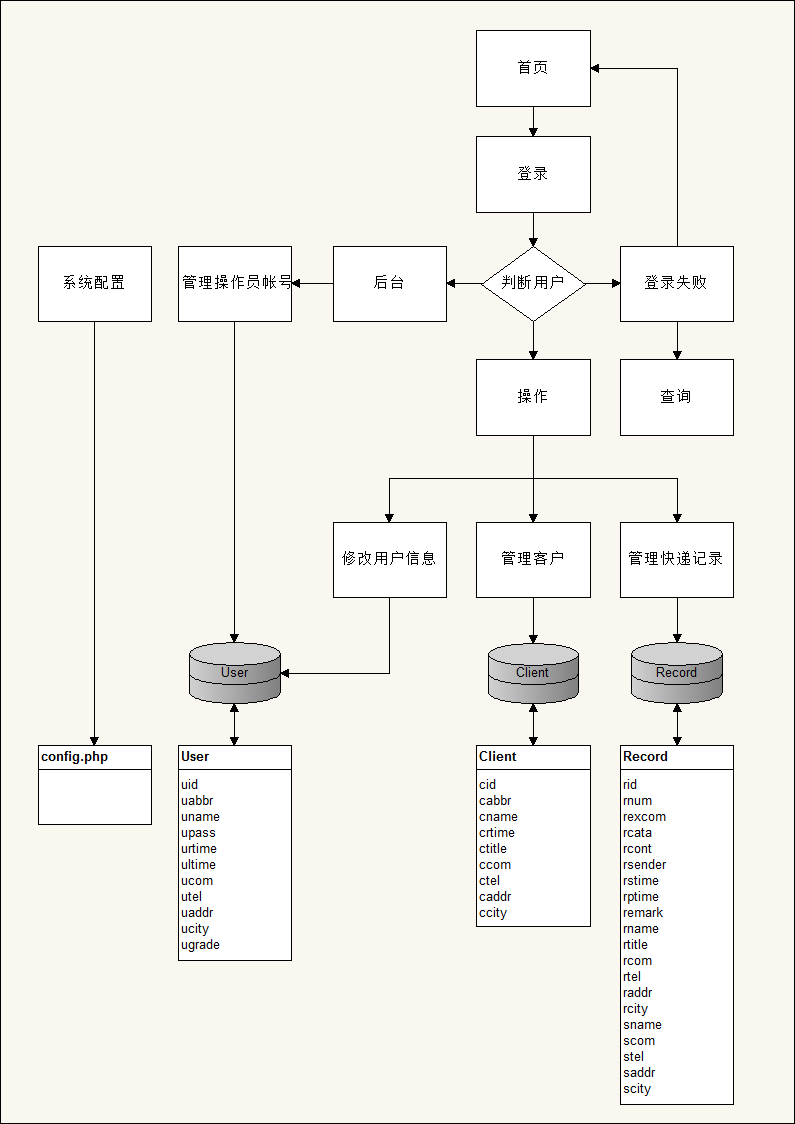 首页
登录
系统配置
管理操作员帐号
后台
判断用户
登录失败
操作
查询
修改用户信息
管理客户
管理快递记录
User
Client
Record
config.php
User
uid
uabbr
uname
upass
urtime
ultime
ucom
utel
uaddr
ucity
ugrade
Client
cid
cabbr
cname
crtime
ctitle
ccom
ctel
caddr
ccity
Record
rid
rnum
rexcom
rcata
rcont
rsender
rstime
rptime
remark
rname
rtitle
rcom
rtel
raddr
rcity
sname
scom
stel
saddr
scity